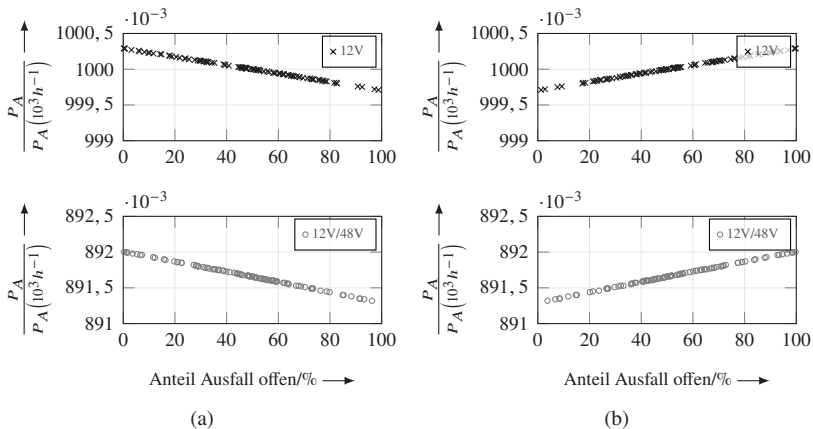 ·10⁻³
1000,5
1000
999,5
999
P_A
P_A(10³h⁻¹)
12V
0 20 40 60 80 100
·10⁻³
1000,5
1000
999,5
999
P_A
P_A(10³h⁻¹)
12V
0 20 40 60 80 100
·10⁻³
892,5
892
891,5
891
P_A
P_A(10³h⁻¹)
12V/48V
0 20 40 60 80 100
Anteil Ausfall offen/%
(a)
·10⁻³
892,5
892
891,5
891
P_A
P_A(10³h⁻¹)
12V/48V
0 20 40 60 80 100
Anteil Ausfall offen/%
(b)